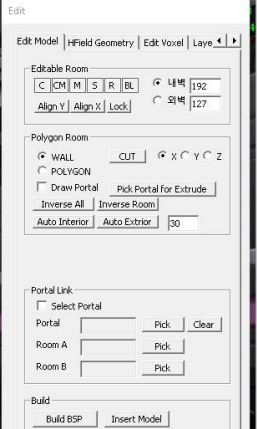 Edit
Edit Model HField Geometry Edit Voxel Laye
Editable Room
C CM M S R BL 내벽 192
Align Y Align X Lock 외벽 127
Polygon Room
WALL CUT X Y Z
POLYGON
Draw Portal Pick Portal for Extrude
Inverse All Inverse Room
Auto Interior Auto Extrior 30
Portal Link
Select Portal
Portal Pick Clear
Room A Pick
Room B Pick
Build
Build BSP Insert Model